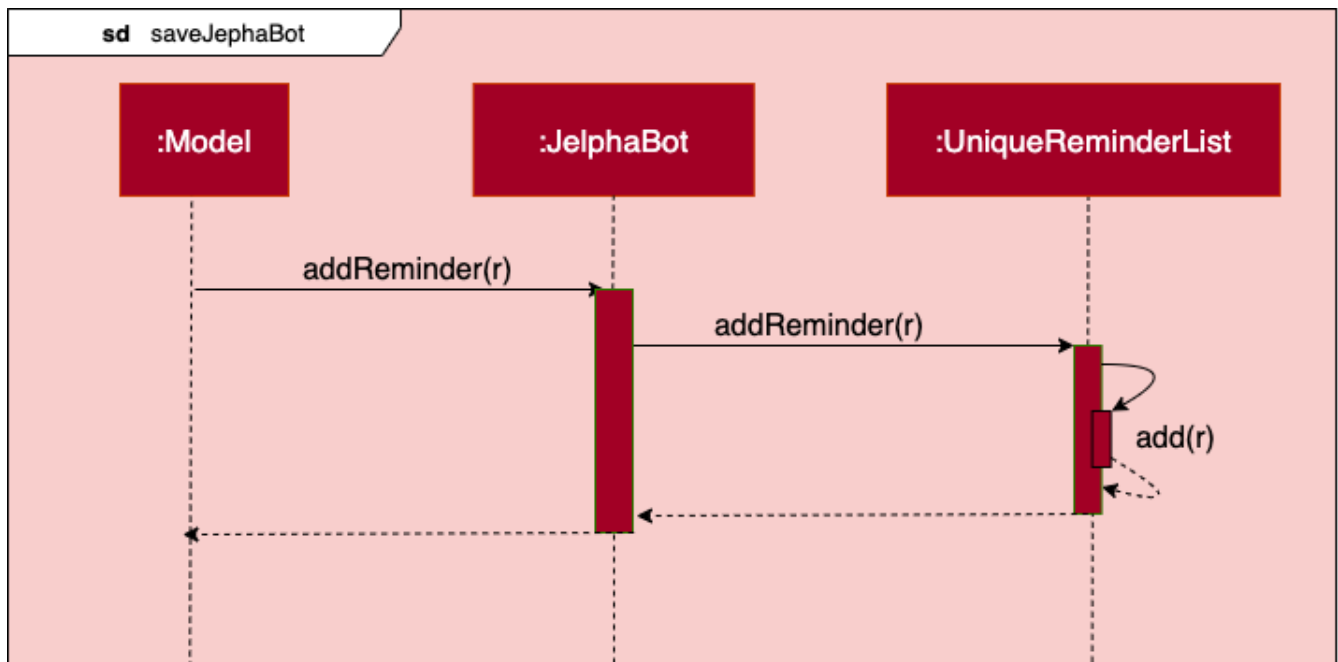 sd saveJephaBot
:Model
:JelphaBot
:UniqueReminderList
addReminder(r)
addReminder(r)
add(r)